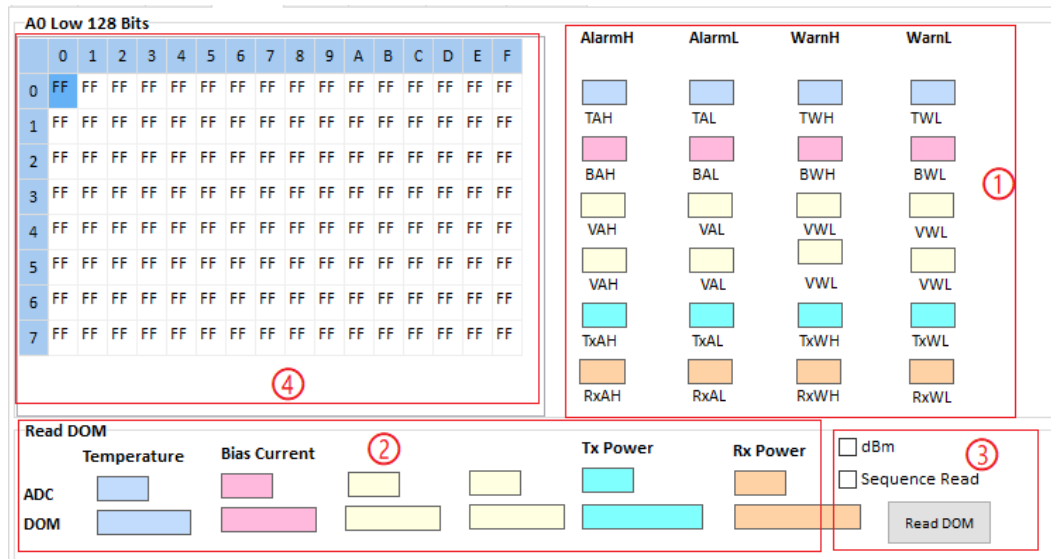 A0 Low 128 Bits
0 1 2 3 4 5 6 7 8 9 A B C D E F
0 FF FF FF FF FF FF FF FF FF FF FF FF FF FF FF FF
1 FF FF FF FF FF FF FF FF FF FF FF FF FF FF FF FF
2 FF FF FF FF FF FF FF FF FF FF FF FF FF FF FF FF
3 FF FF FF FF FF FF FF FF FF FF FF FF FF FF FF FF
4 FF FF FF FF FF FF FF FF FF FF FF FF FF FF FF FF
5 FF FF FF FF FF FF FF FF FF FF FF FF FF FF FF FF
6 FF FF FF FF FF FF FF FF FF FF FF FF FF FF FF FF
7 FF FF FF FF FF FF FF FF FF FF FF FF FF FF FF FF
④
AlarmH AlarmL WarnH WarnL
TAH TAL TWH TWL
BAH BAL BWH BWL
①
VAH VAL VWL VWL
VAH VAL VWL VWL
TxAH TxAL TxWH TxWL
RxAH RxAL RxWH RxWL
Read DOM
Temperature Bias Current ② Tx Power Rx Power
ADC
DOM
dBm
③
Sequence Read
Read DOM